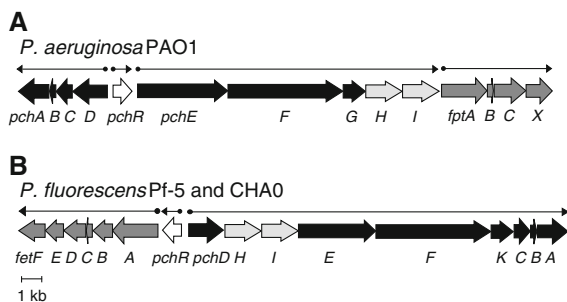 A
P. aeruginosa PAO1
pchA B C D pchR pchE F G H I fptA B C X
B
P. fluorescens Pf-5 and CHA0
fetF E D C B A pchR pchD H I E F K C B A
1 kb